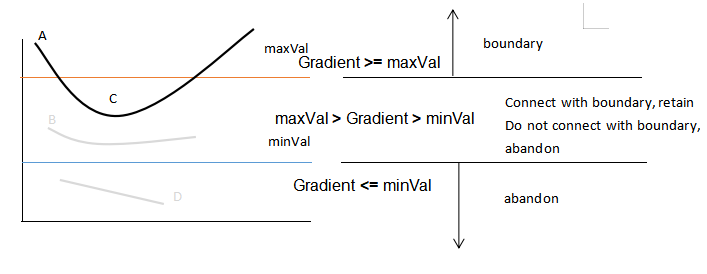 A
maxVal
C
B
minVal
D
Gradient >= maxVal
boundary
maxVal > Gradient > minVal
Connect with boundary, retain
Do not connect with boundary,
abandon
Gradient <= minVal
abandon